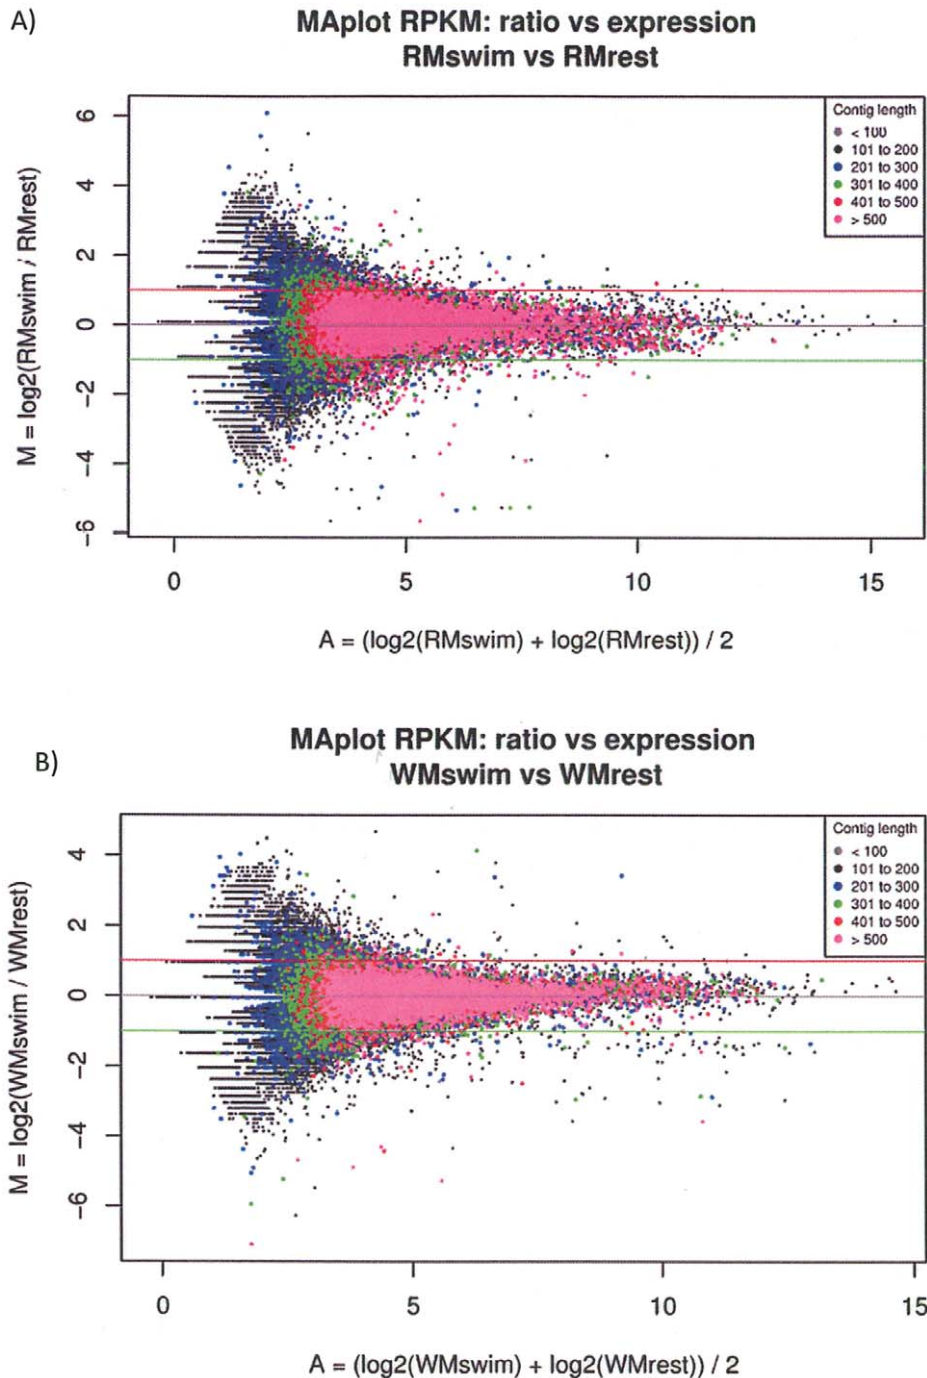 A)
MAplot RPKM: ratio vs expression
RMswim vs RMrest
M = log2(RMswim / RMrest)
6
4
2
0
−2
−4
−6
Contig length
< 100
101 to 200
201 to 300
301 to 400
401 to 500
> 500
0 5 10 15
A = (log2(RMswim) + log2(RMrest)) / 2
B)
MAplot RPKM: ratio vs expression
WMswim vs WMrest
M = log2(WMswim / WMrest)
4
2
0
−2
−4
−6
Contig length
< 100
101 to 200
201 to 300
301 to 400
401 to 500
> 500
0 5 10 15
A = (log2(WMswim) + log2(WMrest)) / 2